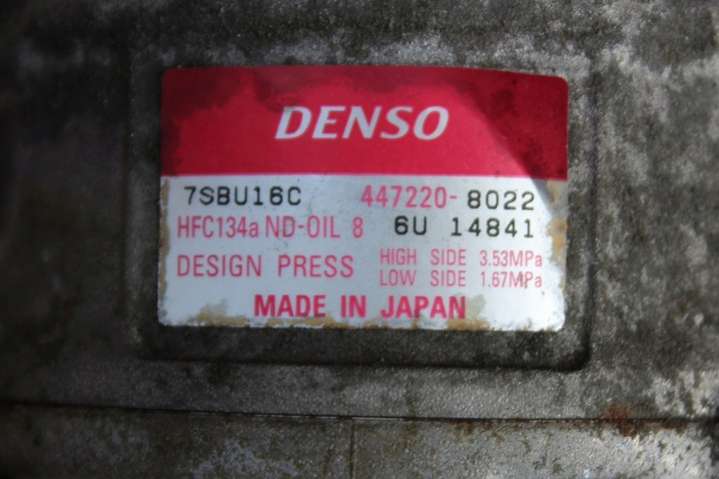 DENSO
7SBU16C 447220-8022
HFC134a ND-OIL 8 6U 14841
DESIGN PRESS HIGH SIDE 3.53MPa
LOW SIDE 1.67MPa
MADE IN JAPAN